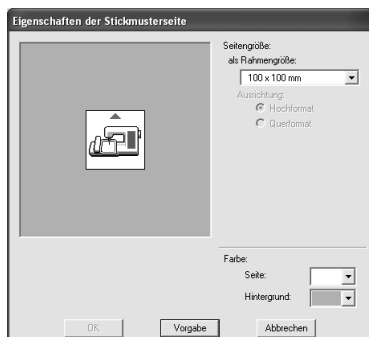 Eigenschaften der Stickmusterseite
Seitengröße:
als Rahmengröße:
100 x 100 mm
Ausrichtung:
Hochformat
Querformat
Farbe:
Seite:
Hintergrund:
OK
Vorgabe
Abbrechen